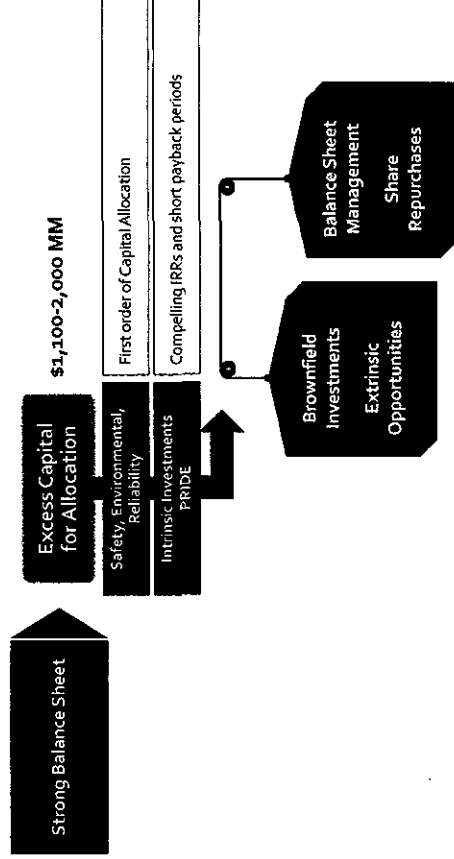 Strong Balance Sheet
Excess Capital
for Allocation
$1,100-2,000 MM
Safety, Environmental,
Reliability
First order of Capital Allocation
Intrinsic Investments
PRIDE
Compelling IRRs and short payback periods
Brownfield
Investments
Extrinsic
Opportunities
Balance Sheet
Management
Share
Repurchases